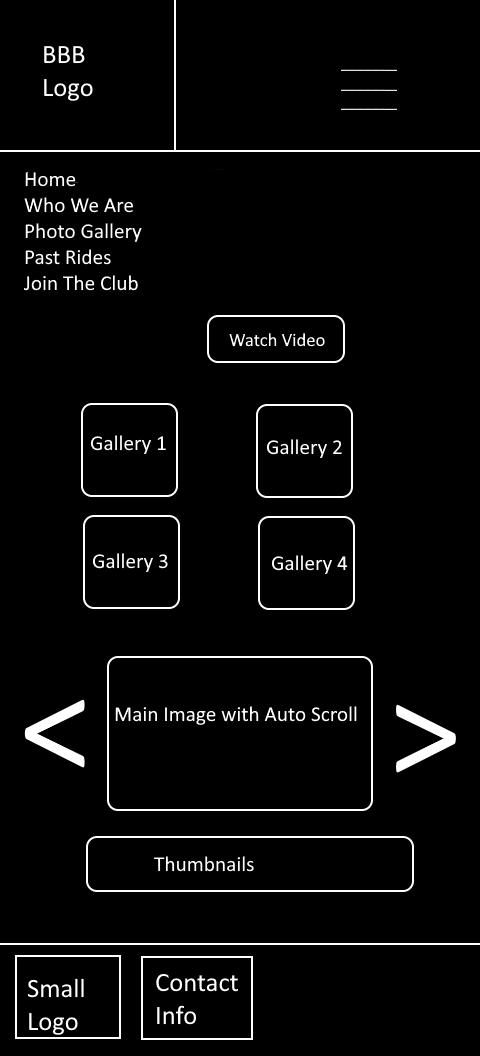 BBB
Logo
Home
Who We Are
Photo Gallery
Past Rides
Join The Club
Watch Video
Gallery 1
Gallery 2
Gallery 3
Gallery 4
<
Main Image with Auto Scroll
>
Thumbnails
Small
Logo
Contact
Info